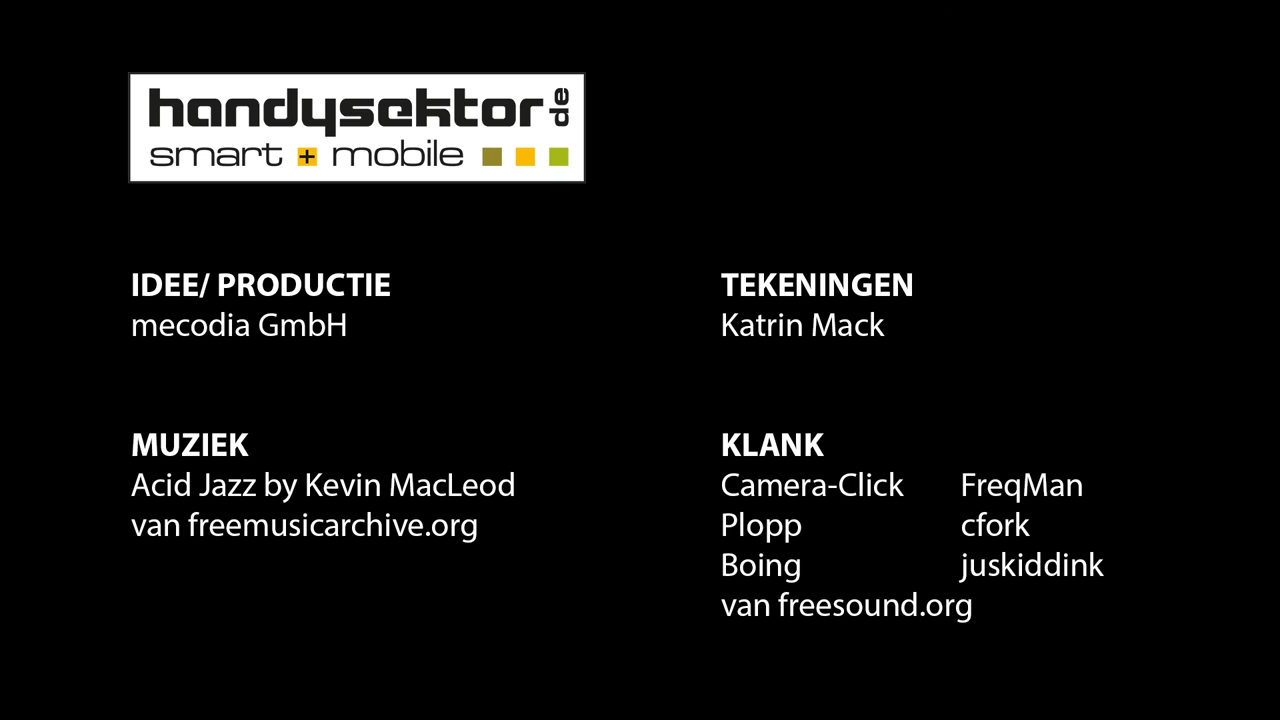 handysektor.de
smart + mobile
IDEE/ PRODUCTIE
mecodia GmbH
TEKENINGEN
Katrin Mack
MUZIEK
Acid Jazz by Kevin MacLeod
van freemusicarchive.org
KLANK
Camera-Click FreqMan
Plopp cfork
Boing juskiddink
van freesound.org